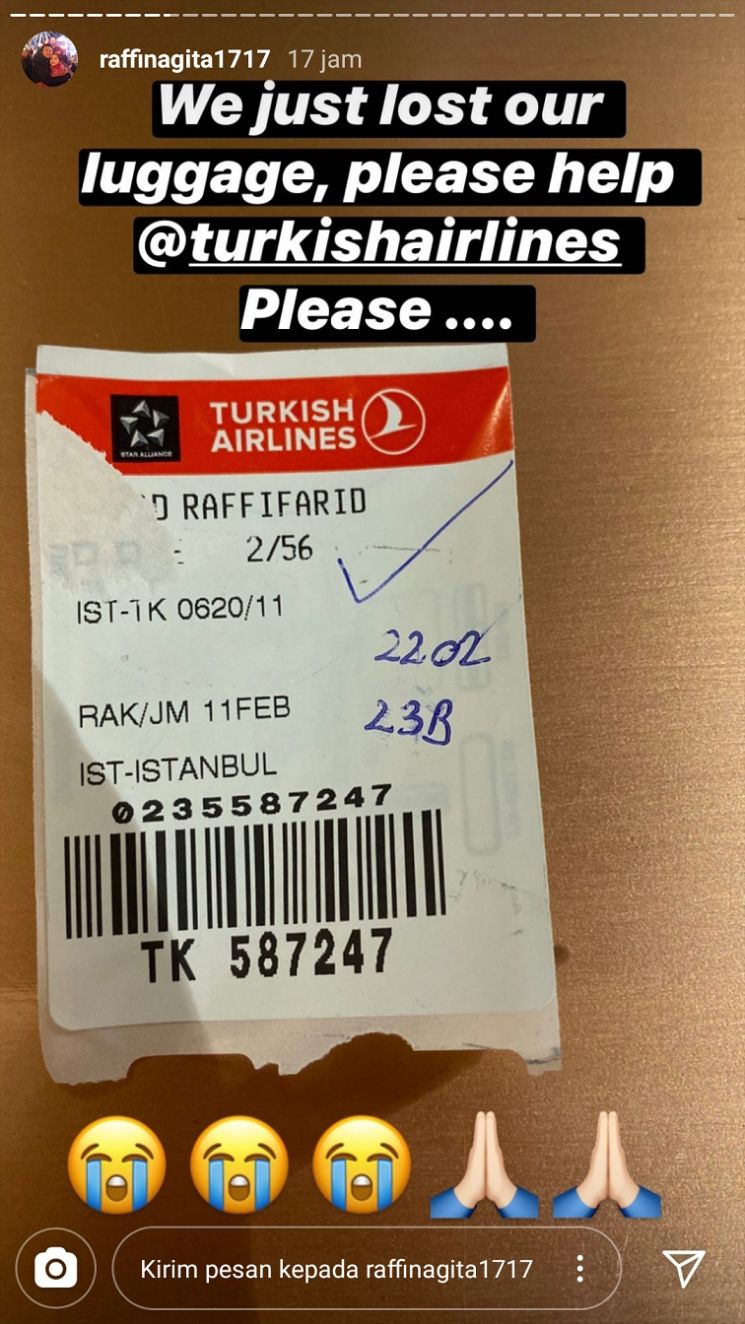 raffinagita1717 17 jam
We just lost our
luggage, please help
@turkishairlines
Please ....
STAR ALLIANCE
TURKISH
AIRLINES
D RAFFIFARID
2/56
IST-TK 0620/11
2202
RAK/JM 11FEB
23B
IST-ISTANBUL
0235587247
TK 587247
Kirim pesan kepada raffinagita1717